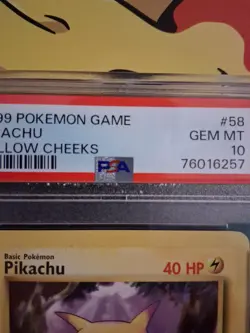 99 POKEMON GAME #58
ACHU GEM MT
LLOW CHEEKS 10
PSA 76016257
Basic Pokémon
Pikachu 40 HP